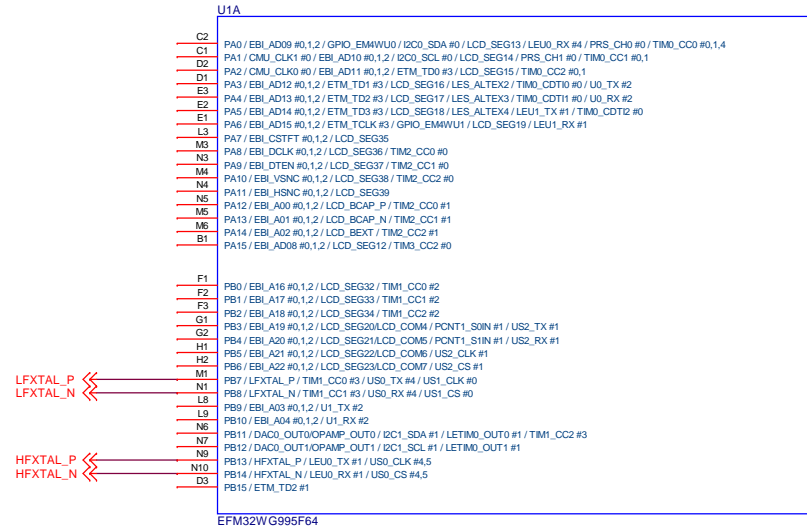 U1A
C2 PA0 / EBI_AD09 #0,1,2 / GPIO_EM4WU0 / I2C0_SDA #0 / LCD_SEG13 / LEU0_RX #4 / PRS_CH0 #0 / TIM0_CC0 #0,1,4
C1 PA1 / CMU_CLK1 #0 / EBI_AD10 #0,1,2 / I2C0_SCL #0 / LCD_SEG14 / PRS_CH1 #0 / TIM0_CC1 #0,1
D2 PA2 / CMU_CLK0 #0 / EBI_AD11 #0,1,2 / ETM_TD0 #3 / LCD_SEG15 / TIM0_CC2 #0,1
D1 PA3 / EBI_AD12 #0,1,2 / ETM_TD1 #3 / LCD_SEG16 / LES_ALTEX2 / TIM0_CDTI0 #0 / U0_TX #2
E3 PA4 / EBI_AD13 #0,1,2 / ETM_TD2 #3 / LCD_SEG17 / LES_ALTEX3 / TIM0_CDTI1 #0 / U0_RX #2
E2 PA5 / EBI_AD14 #0,1,2 / ETM_TD3 #3 / LCD_SEG18 / LES_ALTEX4 / LEU1_TX #1 / TIM0_CDTI2 #0
E1 PA6 / EBI_AD15 #0,1,2 / ETM_TCLK #3 / GPIO_EM4WU1 / LCD_SEG19 / LEU1_RX #1
L3 PA7 / EBI_CSTFT #0,1,2 / LCD_SEG35
M3 PA8 / EBI_DCLK #0,1,2 / LCD_SEG36 / TIM2_CC0 #0
N3 PA9 / EBI_DTEN #0,1,2 / LCD_SEG37 / TIM2_CC1 #0
M4 PA10 / EBI_VSNC #0,1,2 / LCD_SEG38 / TIM2_CC2 #0
N4 PA11 / EBI_HSNC #0,1,2 / LCD_SEG39
N5 PA12 / EBI_A00 #0,1,2 / LCD_BCAP_P / TIM2_CC0 #1
M5 PA13 / EBI_A01 #0,1,2 / LCD_BCAP_N / TIM2_CC1 #1
M6 PA14 / EBI_A02 #0,1,2 / LCD_BEXT / TIM2_CC2 #1
B1 PA15 / EBI_AD08 #0,1,2 / LCD_SEG12 / TIM3_CC2 #0
F1 PB0 / EBI_A16 #0,1,2 / LCD_SEG32 / TIM1_CC0 #2
F2 PB1 / EBI_A17 #0,1,2 / LCD_SEG33 / TIM1_CC1 #2
F3 PB2 / EBI_A18 #0,1,2 / LCD_SEG34 / TIM1_CC2 #2
G1 PB3 / EBI_A19 #0,1,2 / LCD_SEG20/LCD_COM4 / PCNT1_S0IN #1 / US2_TX #1
G2 PB4 / EBI_A20 #0,1,2 / LCD_SEG21/LCD_COM5 / PCNT1_S1IN #1 / US2_RX #1
H1 PB5 / EBI_A21 #0,1,2 / LCD_SEG22/LCD_COM6 / US2_CLK #1
H2 PB6 / EBI_A22 #0,1,2 / LCD_SEG23/LCD_COM7 / US2_CS #1
LFXTAL_P M1 PB7 / LFXTAL_P / TIM1_CC0 #3 / US0_TX #4 / US1_CLK #0
LFXTAL_N N1 PB8 / LFXTAL_N / TIM1_CC1 #3 / US0_RX #4 / US1_CS #0
L8 PB9 / EBI_A03 #0,1,2 / U1_TX #2
L9 PB10 / EBI_A04 #0,1,2 / U1_RX #2
N6 PB11 / DAC0_OUT0/OPAMP_OUT0 / I2C1_SDA #1 / LETIM0_OUT0 #1 / TIM1_CC2 #3
N7 PB12 / DAC0_OUT1/OPAMP_OUT1 / I2C1_SCL #1 / LETIM0_OUT1 #1
HFXTAL_P N9 PB13 / HFXTAL_P / LEU0_TX #1 / US0_CLK #4,5
HFXTAL_N N10 PB14 / HFXTAL_N / LEU0_RX #1 / US0_CS #4,5
D3 PB15 / ETM_TD2 #1
EFM32WG995F64